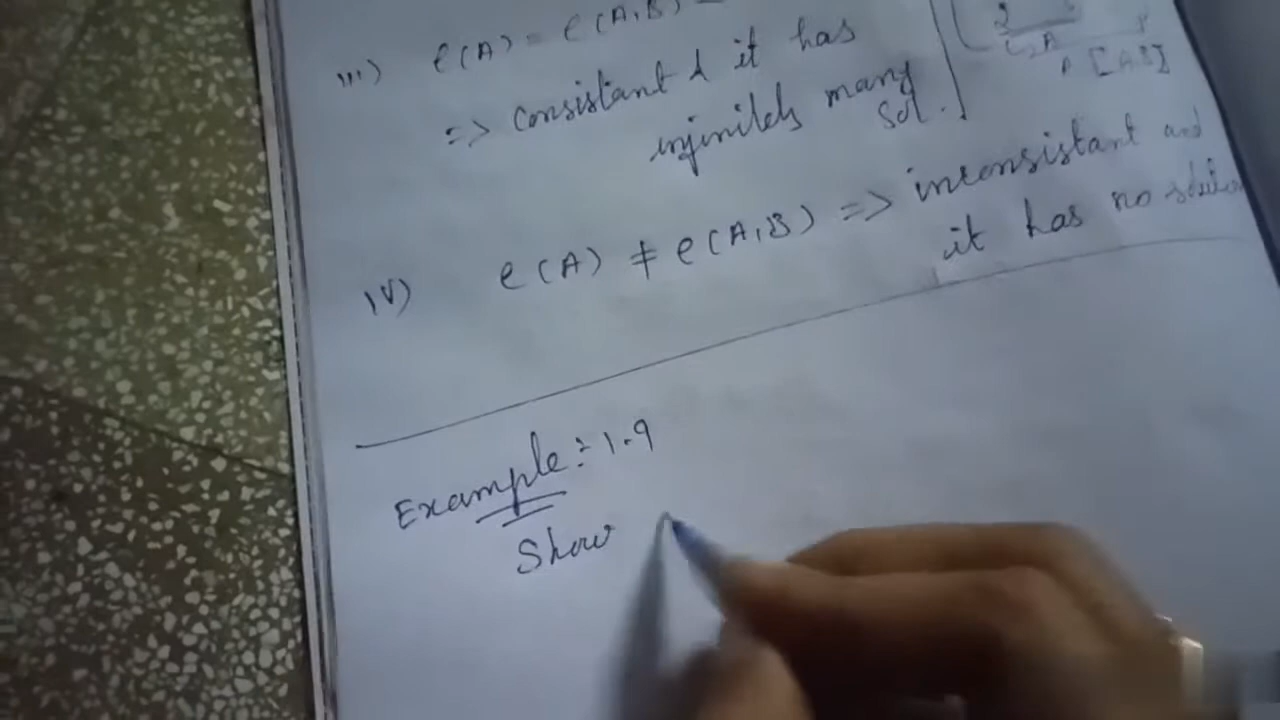 iii) ρ(A) = ρ(A,B)
=> consistant & it has
infinitely many
sol.
[A,B]
iv) ρ(A) ≠ ρ(A,B) => inconsistant and
it has no solution
Example:- 1.9
Show